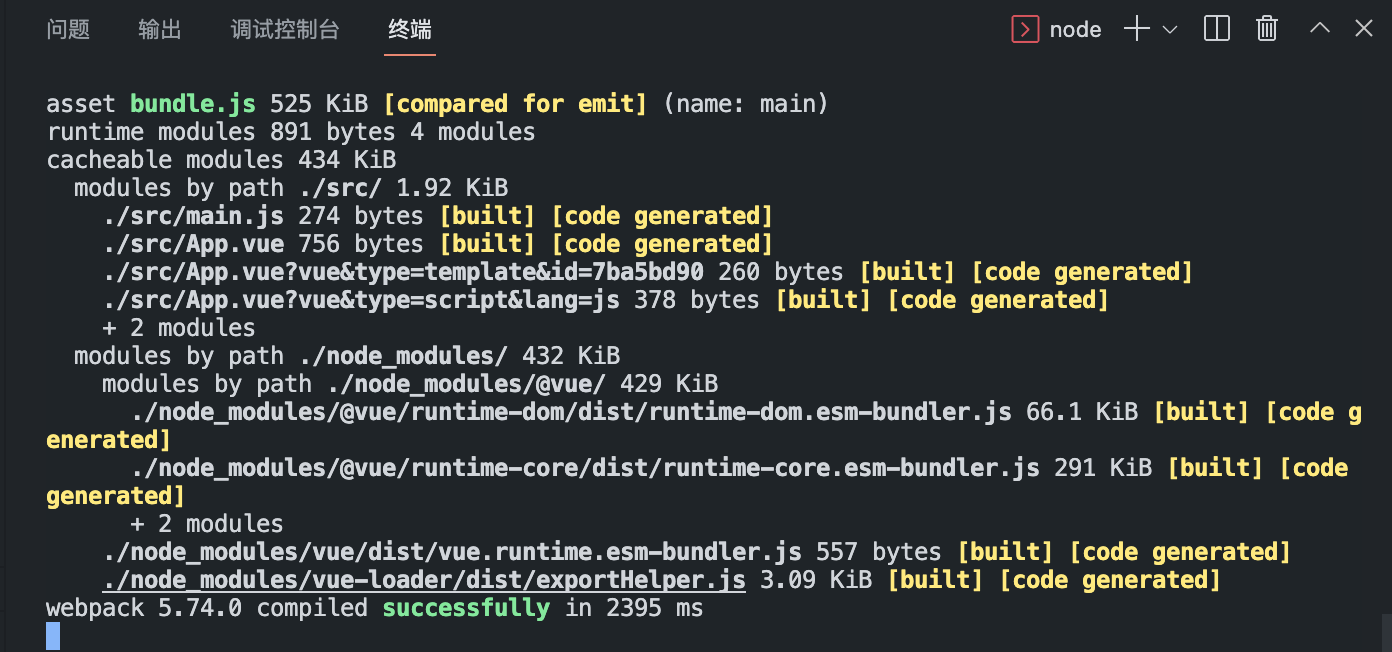 问题 输出 调试控制台 终端 node
asset bundle.js 525 KiB [compared for emit] (name: main)
runtime modules 891 bytes 4 modules
cacheable modules 434 KiB
modules by path ./src/ 1.92 KiB
./src/main.js 274 bytes [built] [code generated]
./src/App.vue 756 bytes [built] [code generated]
./src/App.vue?vue&type=template&id=7ba5bd90 260 bytes [built] [code generated]
./src/App.vue?vue&type=script&lang=js 378 bytes [built] [code generated]
+ 2 modules
modules by path ./node_modules/ 432 KiB
modules by path ./node_modules/@vue/ 429 KiB
./node_modules/@vue/runtime-dom/dist/runtime-dom.esm-bundler.js 66.1 KiB [built] [code g
enerated]
./node_modules/@vue/runtime-core/dist/runtime-core.esm-bundler.js 291 KiB [built] [code
generated]
+ 2 modules
./node_modules/vue/dist/vue.runtime.esm-bundler.js 557 bytes [built] [code generated]
./node_modules/vue-loader/dist/exportHelper.js 3.09 KiB [built] [code generated]
webpack 5.74.0 compiled successfully in 2395 ms